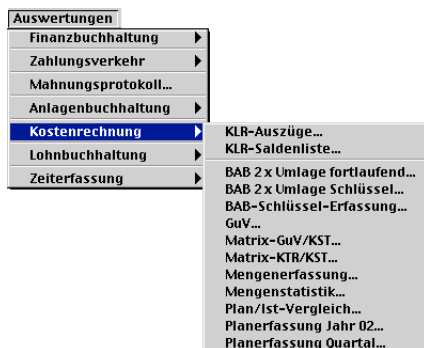 Auswertungen
Finanzbuchhaltung
Zahlungsverkehr
Mahnungsprotokoll...
Anlagenbuchhaltung
Kostenrechnung
Lohnbuchhaltung
Zeiterfassung
KLR-Auszüge...
KLR-Saldenliste...
BAB 2 x Umlage fortlaufend...
BAB 2 x Umlage Schlüssel...
BAB-Schlüssel-Erfassung...
GuV...
Matrix-GuV/KST...
Matrix-KTR/KST...
Mengenerfassung...
Mengenstatistik...
Plan/Ist-Vergleich...
Planerfassung Jahr 02...
Planerfassung Quartal...